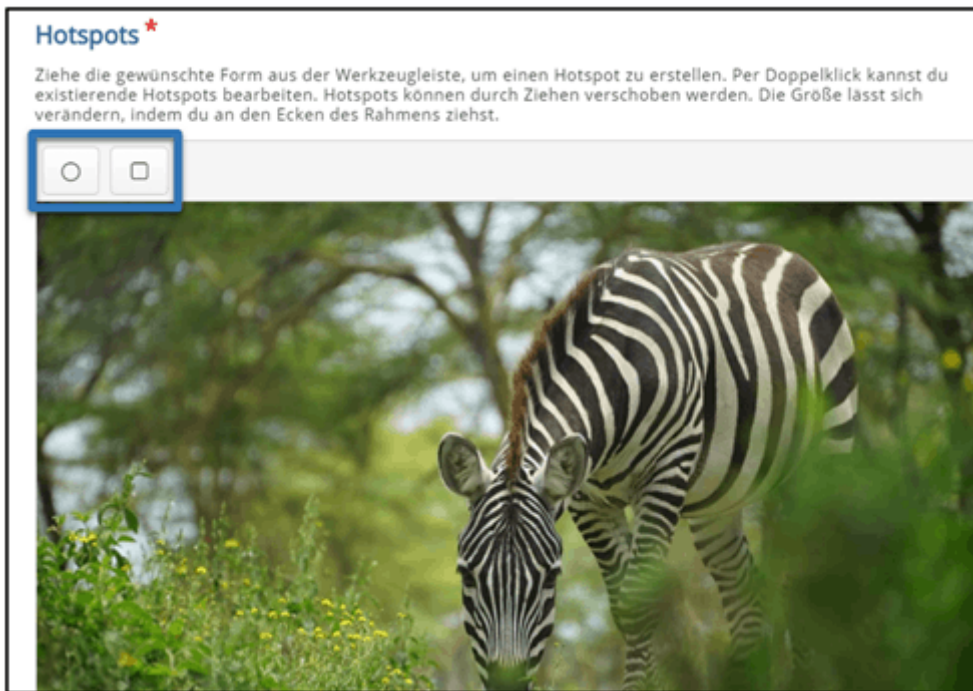 Hotspots *
Ziehe die gewünschte Form aus der Werkzeugleiste, um einen Hotspot zu erstellen. Per Doppelklick kannst du
existierende Hotspots bearbeiten. Hotspots können durch Ziehen verschoben werden. Die Größe lässt sich
verändern, indem du an den Ecken des Rahmens ziehst.